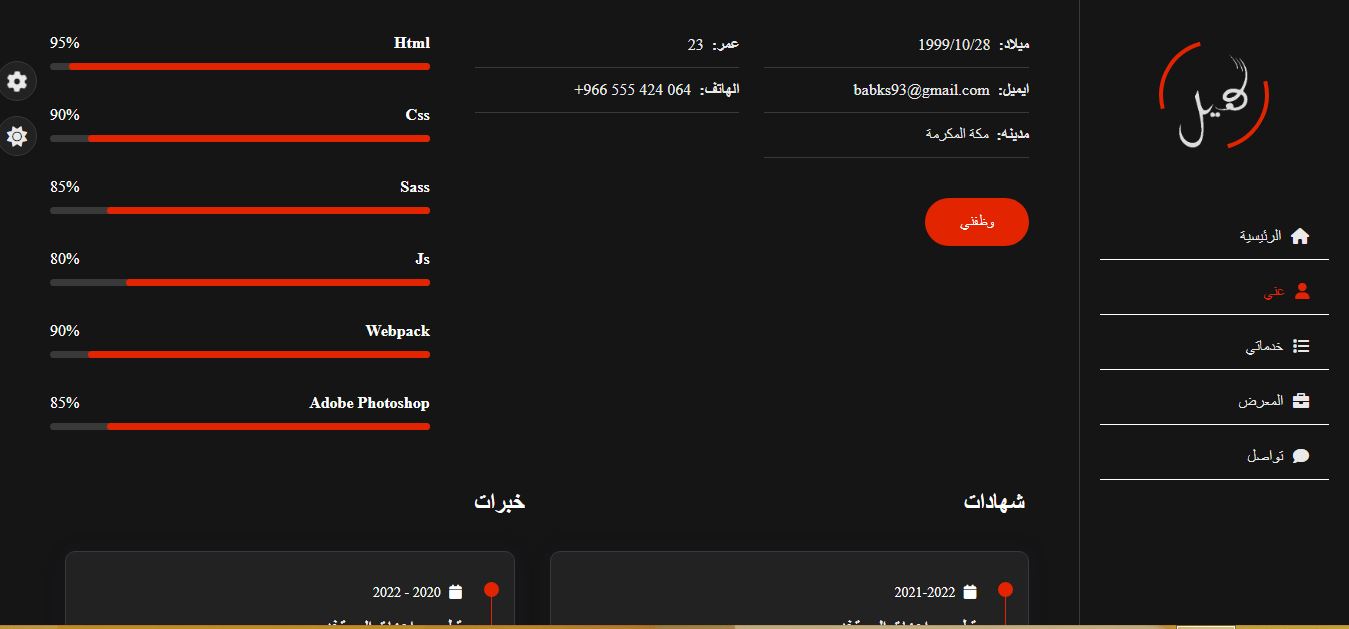 الرئيسية
عني
خدماتي
المعرض
تواصل
ميلاد: 1999/10/28
عمر: 23
ايميل: babks93@gmail.com
الهاتف: +966 555 424 064
مدينه: مكة المكرمة
وظفني
Html 95%
Css 90%
Sass 85%
Js 80%
Webpack 90%
Adobe Photoshop 85%
شهادات
2021-2022
خبرات
2020 - 2022